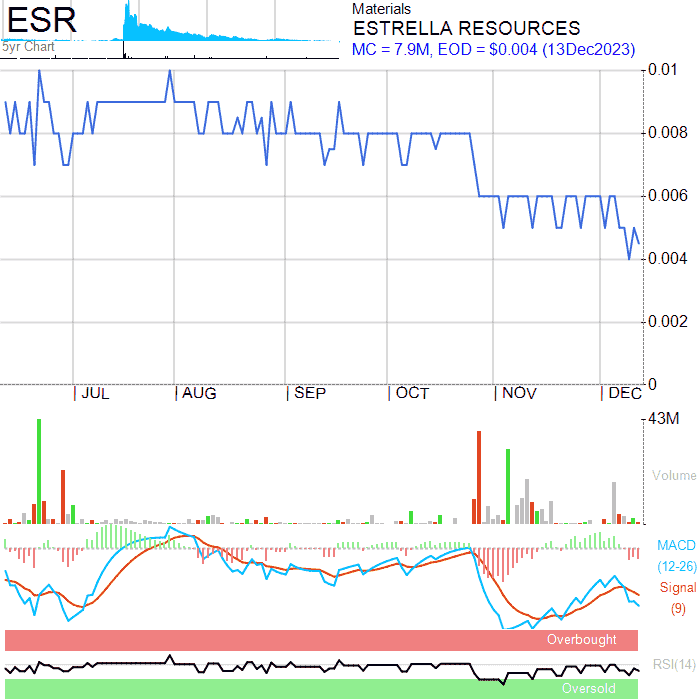 ESR
5yr Chart
Materials
ESTRELLA RESOURCES
MC = 7.9M, EOD = $0.004 (13Dec2023)
0.01
0.008
0.006
0.004
0.002
0
JUL AUG SEP OCT NOV DEC
43M
Volume
MACD
(12-26)
Signal
(9)
Overbought
RSI(14)
Oversold